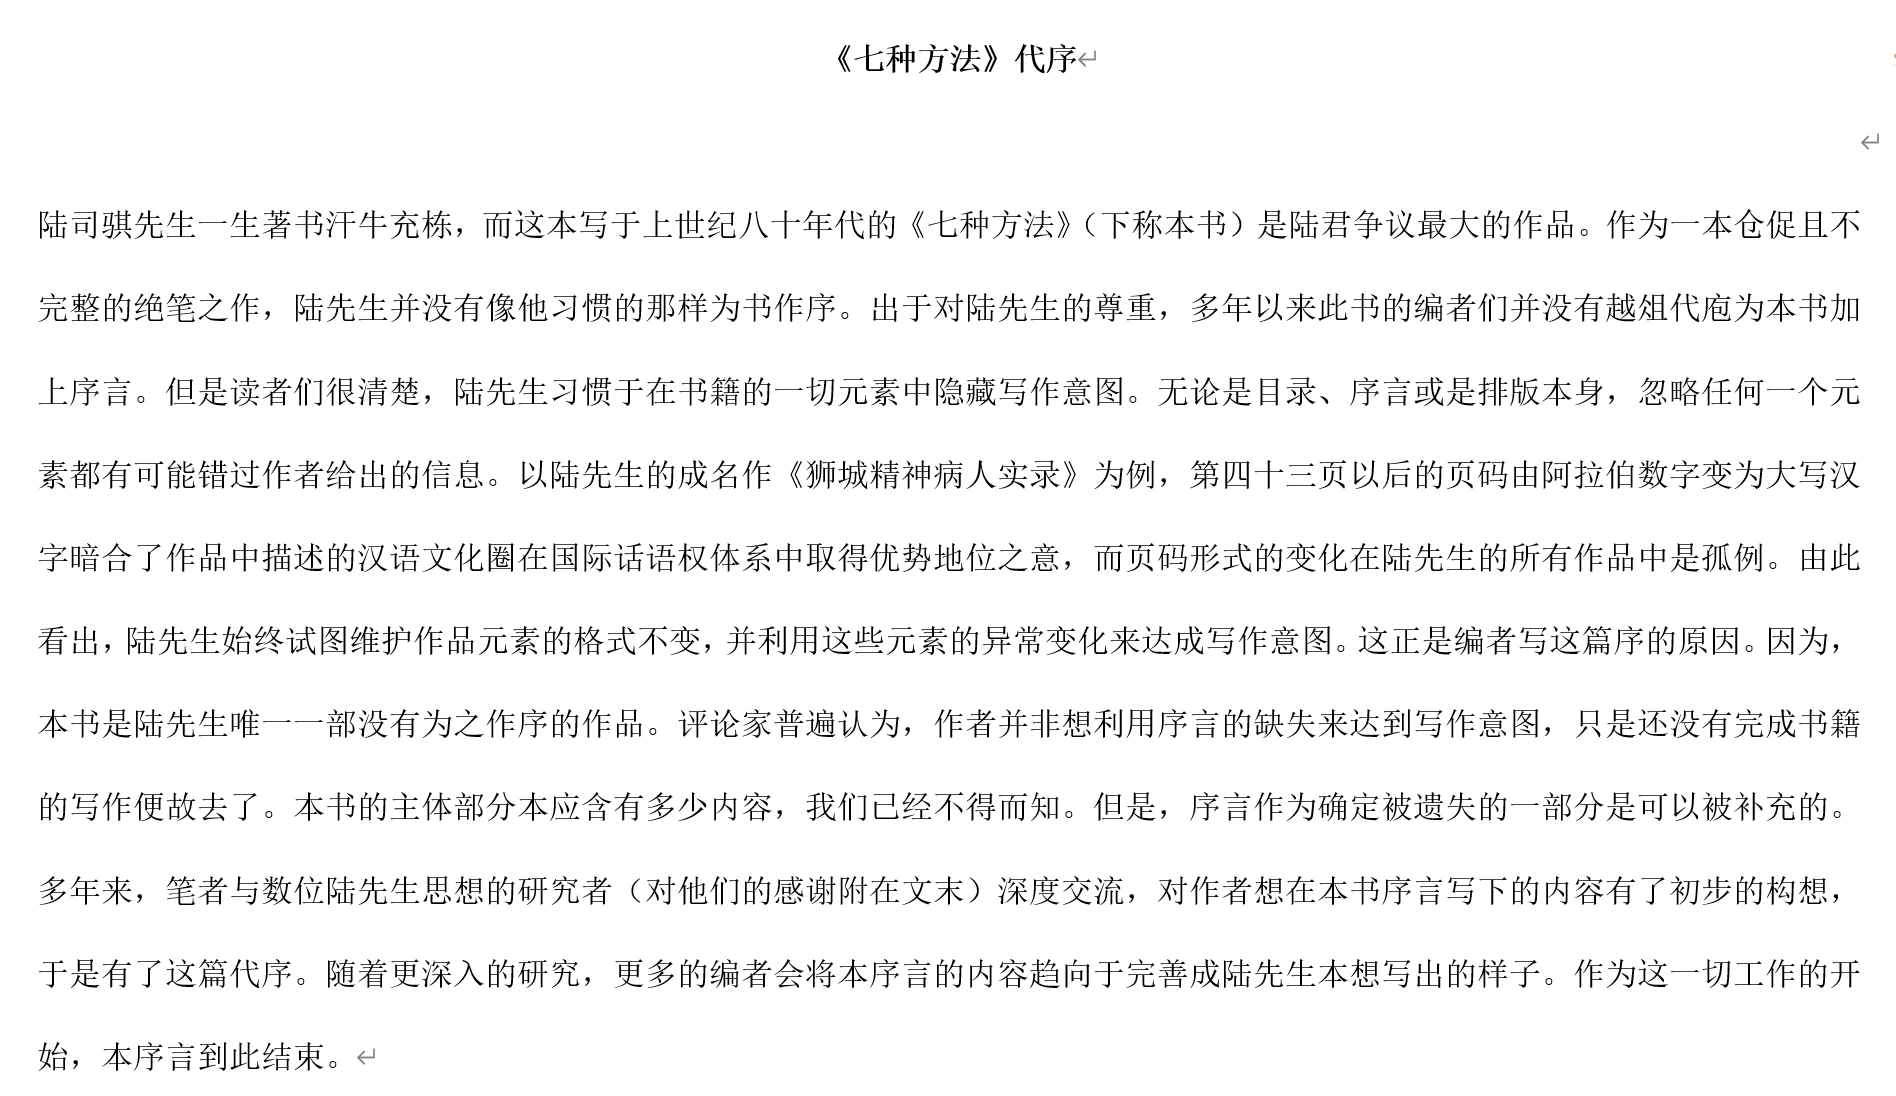 《七种方法》代序
陆司骐先生一生著书汗牛充栋，而这本写于上世纪八十年代的《七种方法》（下称本书）是陆君争议最大的作品。作为一本仓促且不
完整的绝笔之作，陆先生并没有像他习惯的那样为书作序。出于对陆先生的尊重，多年以来此书的编者们并没有越俎代庖为本书加
上序言。但是读者们很清楚，陆先生习惯于在书籍的一切元素中隐藏写作意图。无论是目录、序言或是排版本身，忽略任何一个元
素都有可能错过作者给出的信息。以陆先生的成名作《狮城精神病人实录》为例，第四十三页以后的页码由阿拉伯数字变为大写汉
字暗合了作品中描述的汉语文化圈在国际话语权体系中取得优势地位之意，而页码形式的变化在陆先生的所有作品中是孤例。由此
看出，陆先生始终试图维护作品元素的格式不变，并利用这些元素的异常变化来达成写作意图。这正是编者写这篇序的原因。因为，
本书是陆先生唯一一部没有为之作序的作品。评论家普遍认为，作者并非想利用序言的缺失来达到写作意图，只是还没有完成书籍
的写作便故去了。本书的主体部分本应含有多少内容，我们已经不得而知。但是，序言作为确定被遗失的一部分是可以被补充的。
多年来，笔者与数位陆先生思想的研究者（对他们的感谢附在文末）深度交流，对作者想在本书序言写下的内容有了初步的构想，
于是有了这篇代序。随着更深入的研究，更多的编者会将本序言的内容趋向于完善成陆先生本想写出的样子。作为这一切工作的开
始，本序言到此结束。